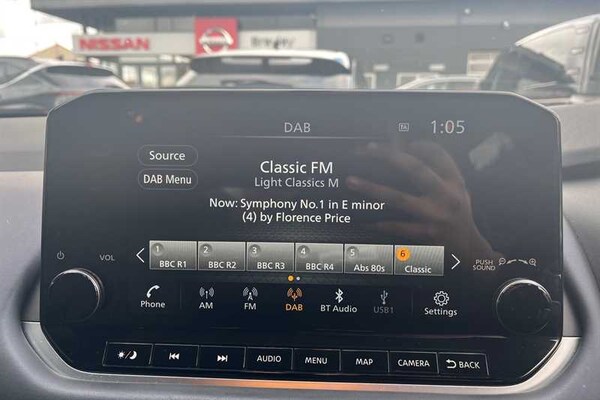 NISSAN
NISSAN
DAB
TA
1:05
Source
DAB Menu
Classic FM
Light Classics M
Now: Symphony No.1 in E minor
(4) by Florence Price
1 2 3 4 5 6
BBC R1 BBC R2 BBC R3 BBC R4 Abs 80s Classic
VOL
PUSH
SOUND
Phone AM FM DAB BT Audio USB1 Settings
AUDIO MENU MAP CAMERA BACK